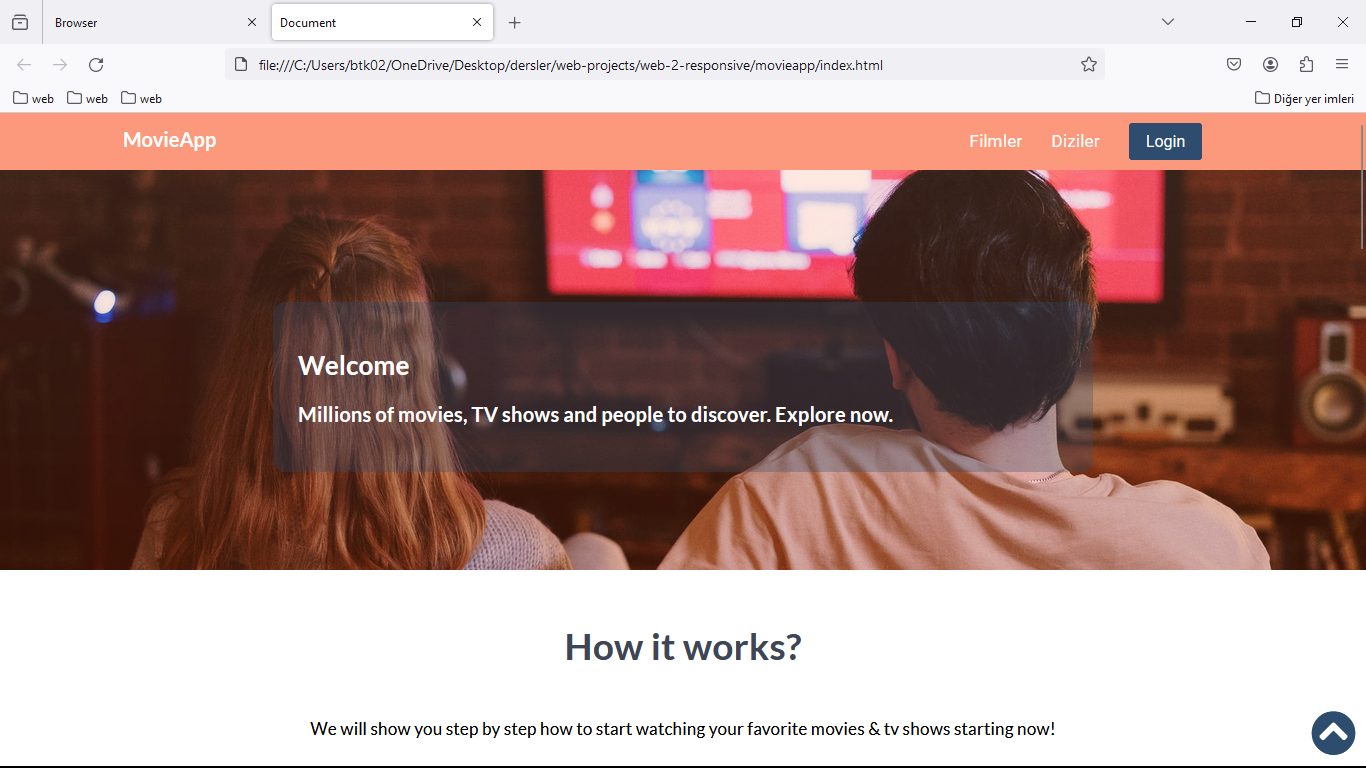 Browser
Document
file:///C:/Users/btk02/OneDrive/Desktop/dersler/web-projects/web-2-responsive/movieapp/index.html
web web web Diğer yer imleri
MovieApp Filmler Diziler Login
Welcome
Millions of movies, TV shows and people to discover. Explore now.
How it works?
We will show you step by step how to start watching your favorite movies & tv shows starting now!